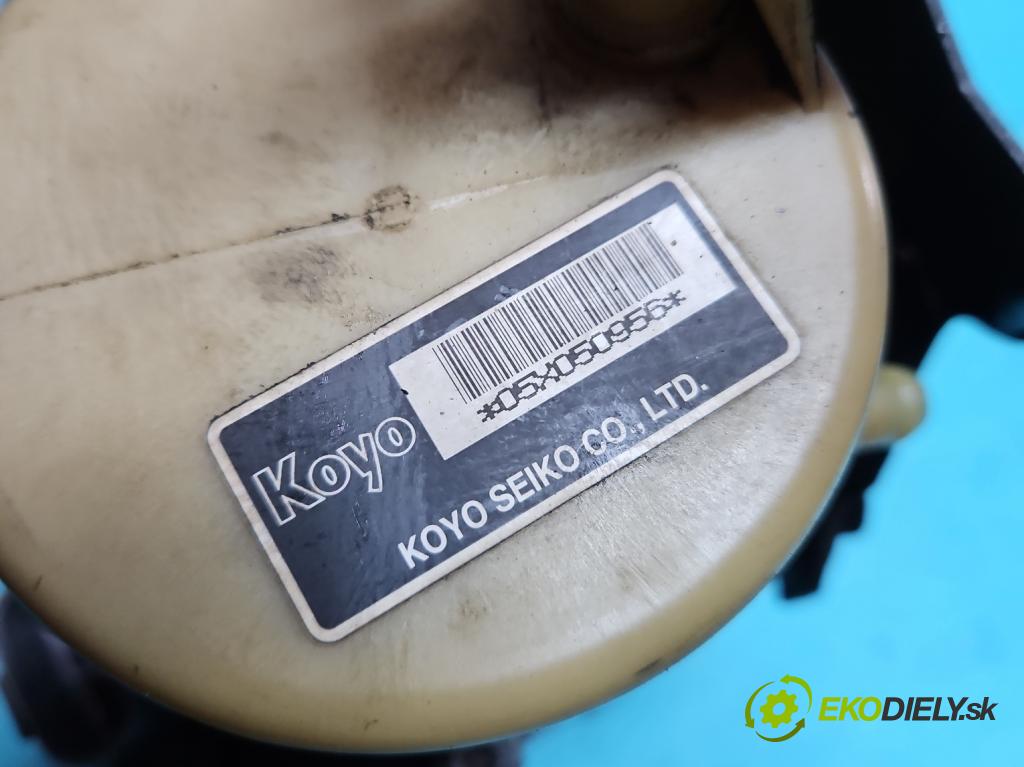 *05X050956*
Koyo
KOYO SEIKO CO., LTD.
EKODIELY.sk